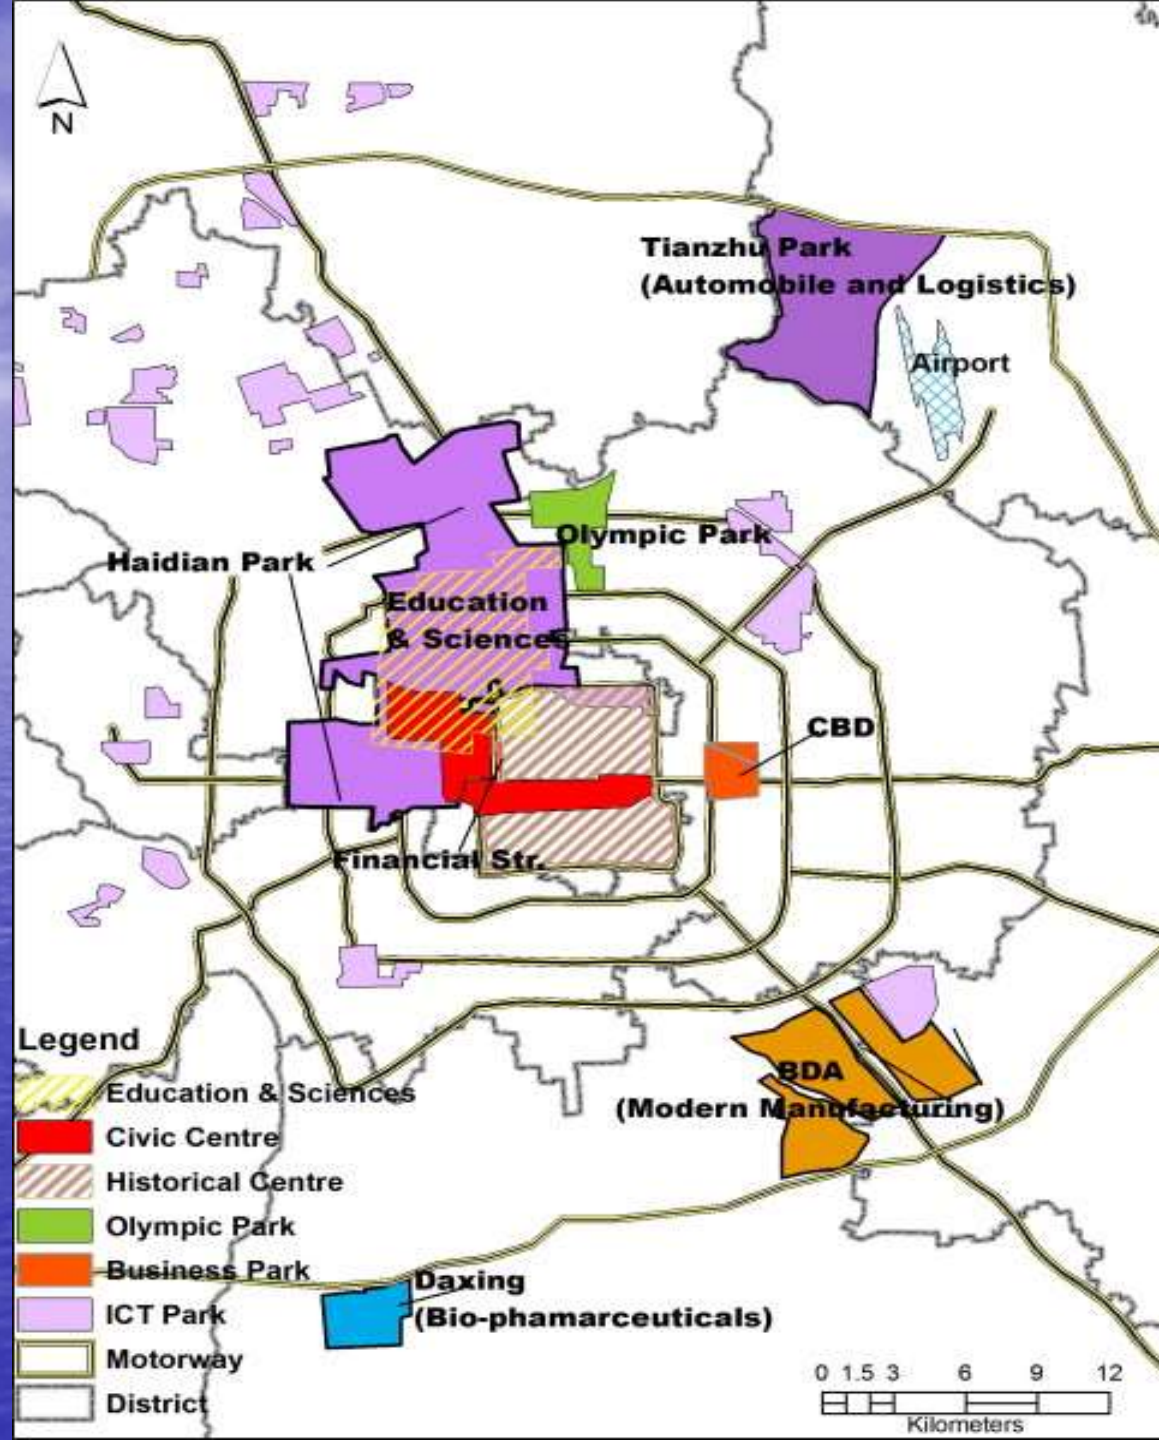 N
Tianzhu Park
(Automobile and Logistics)
Airport
Olympic Park
Haidian Park
Education
& Sciences
CBD
Financial Str.
BDA
(Modern Manufacturing)
Daxing
(Bio-phamarceuticals)
Legend
Education & Sciences
Civic Centre
Historical Centre
Olympic Park
Business Park
ICT Park
Motorway
District
0 1.5 3 6 9 12
Kilometers